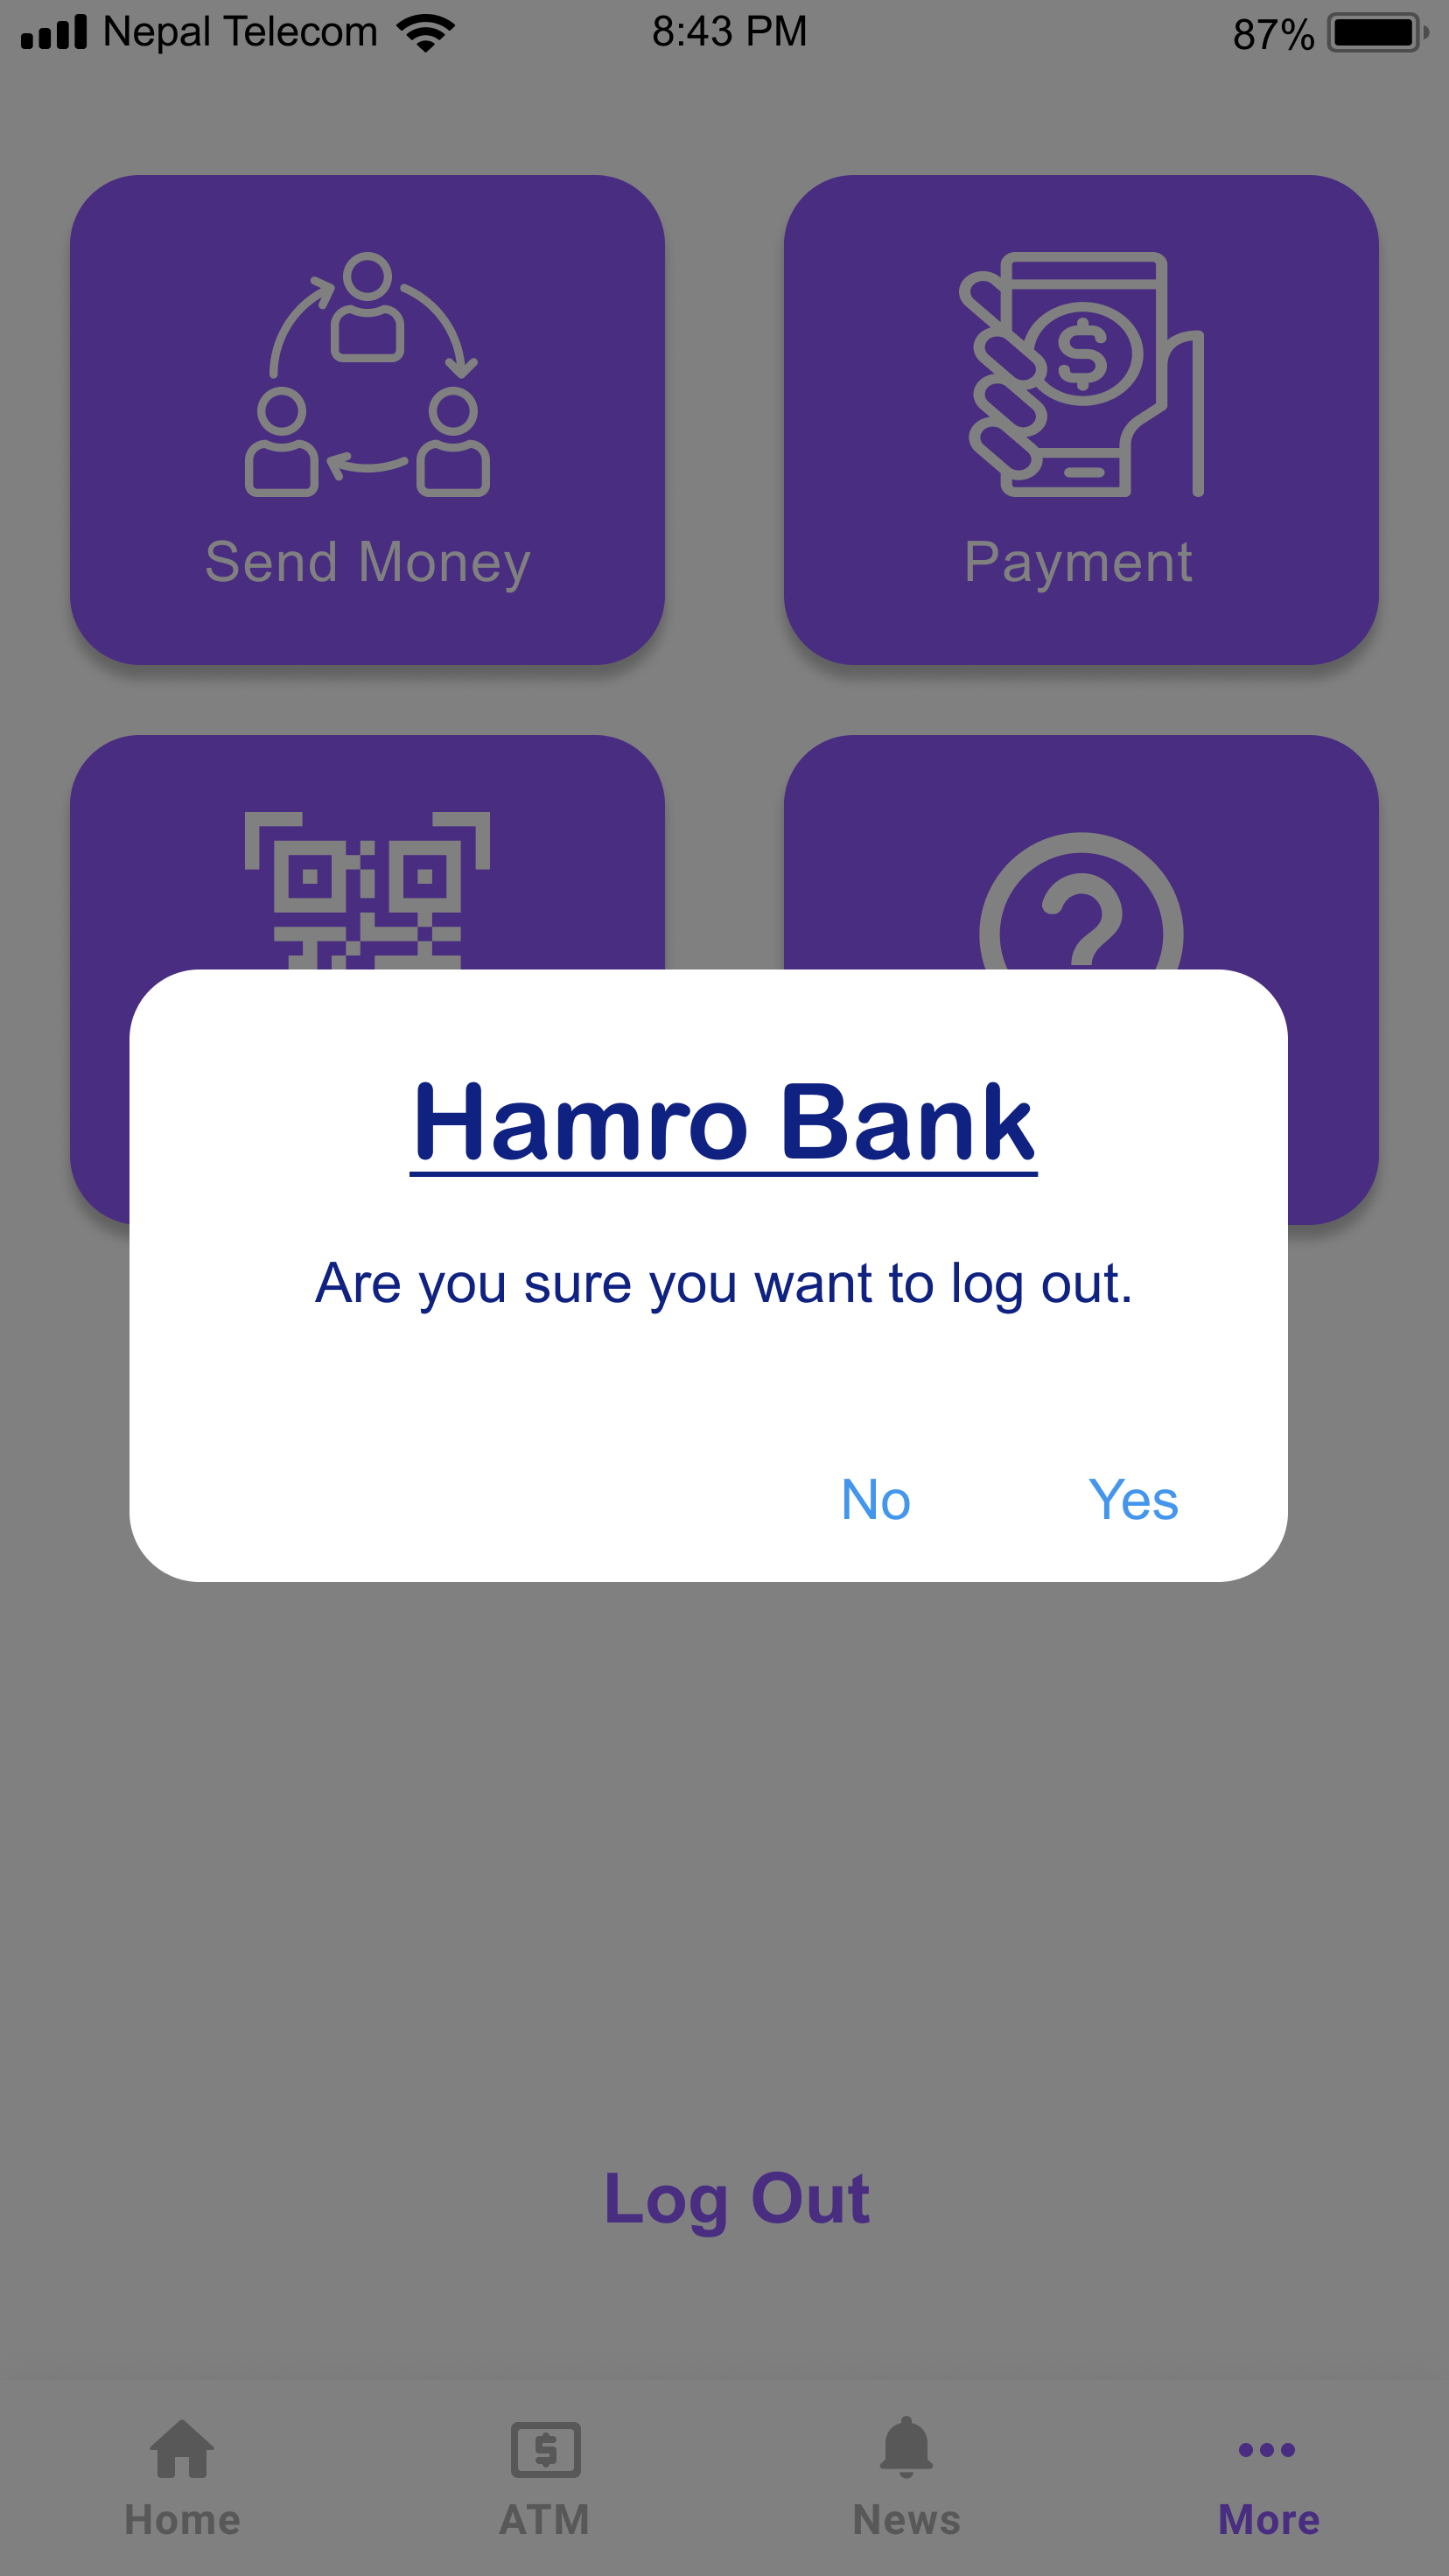 Nepal Telecom 8:43 PM 87%
Send Money Payment
Hamro Bank
Are you sure you want to log out.
No Yes
Log Out
Home ATM News More